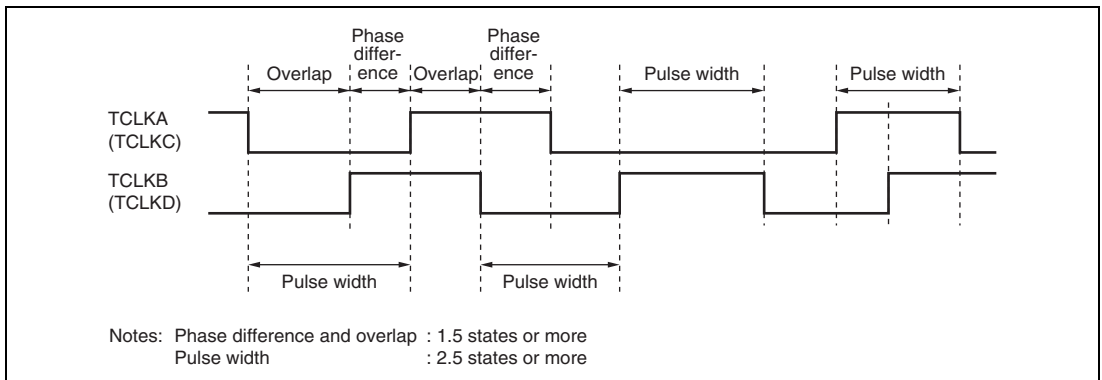 Phase
differ-
ence
Phase
differ-
ence
Overlap
Overlap
Pulse width
Pulse width
TCLKA
(TCLKC)
TCLKB
(TCLKD)
Pulse width
Pulse width
Notes: Phase difference and overlap : 1.5 states or more
Pulse width : 2.5 states or more